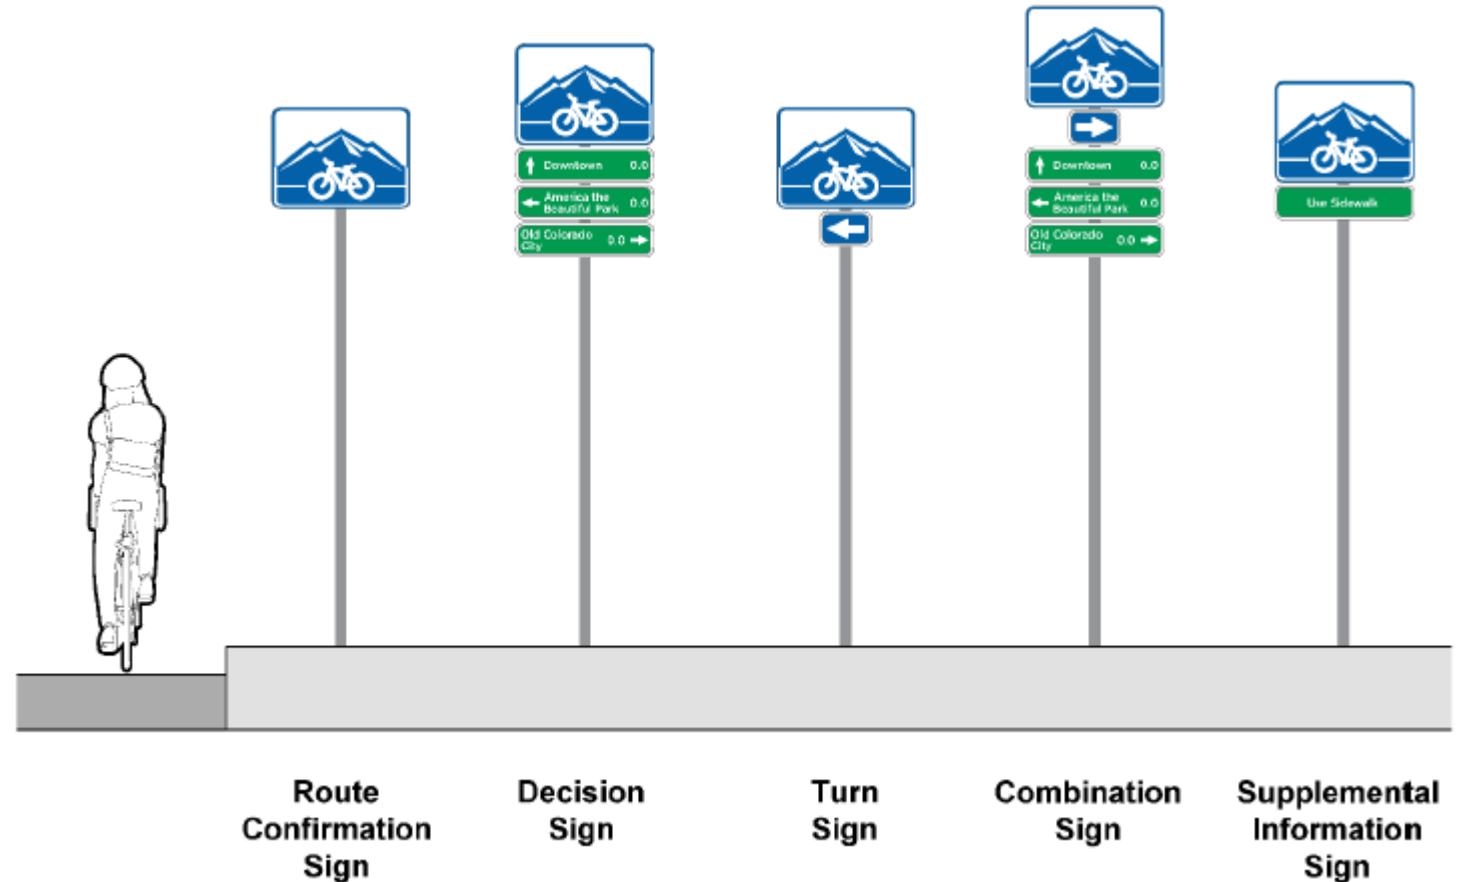 Downtown 0.0
America the
Beautiful Park 0.0
Old Colorado
City 0.0
Downtown 0.0
America the
Beautiful Park 0.0
Old Colorado
City 0.0
Use Sidewalk
Route
Confirmation
Sign
Decision
Sign
Turn
Sign
Combination
Sign
Supplemental
Information
Sign